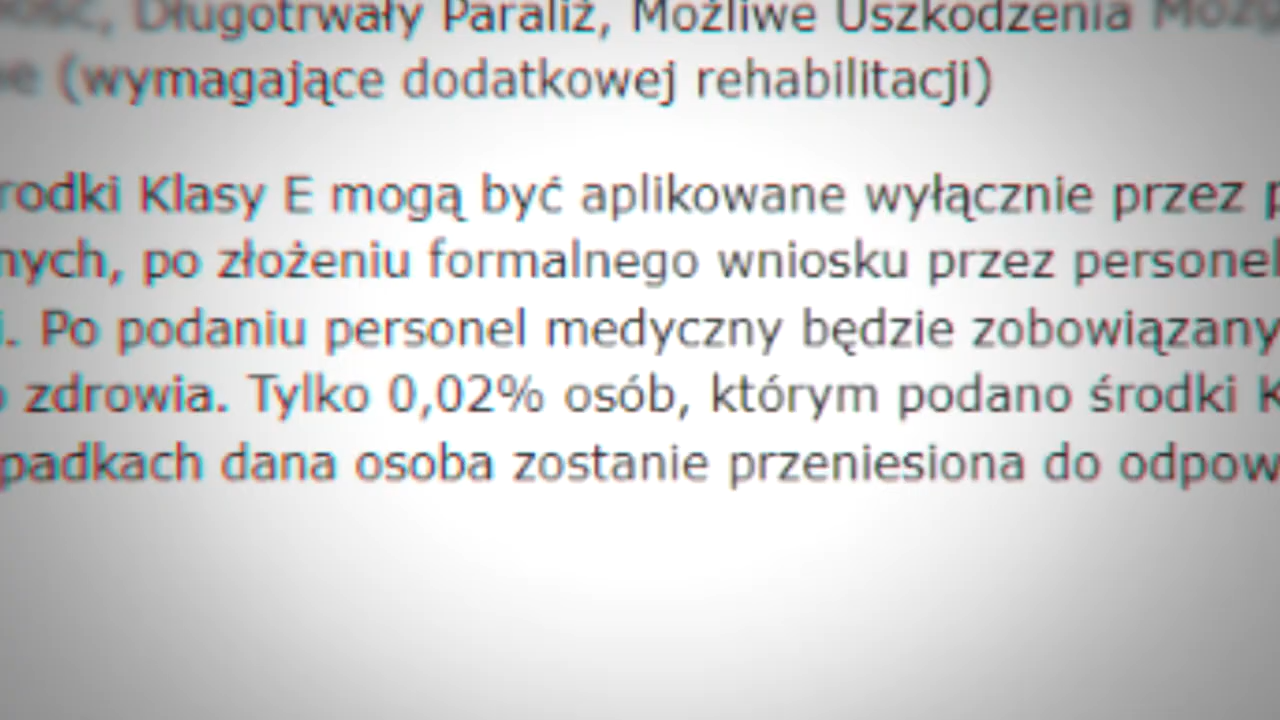 Długotrwały Paraliż, Możliwe Uszkodzenia
(wymagające dodatkowej rehabilitacji)
rodki Klasy E mogą być aplikowane wyłącznie przez p
nych, po złożeniu formalnego wniosku przez personel
i. Po podaniu personel medyczny będzie zobowiązany
o zdrowia. Tylko 0,02% osób, którym podano środki K
padkach dana osoba zostanie przeniesiona do odpow